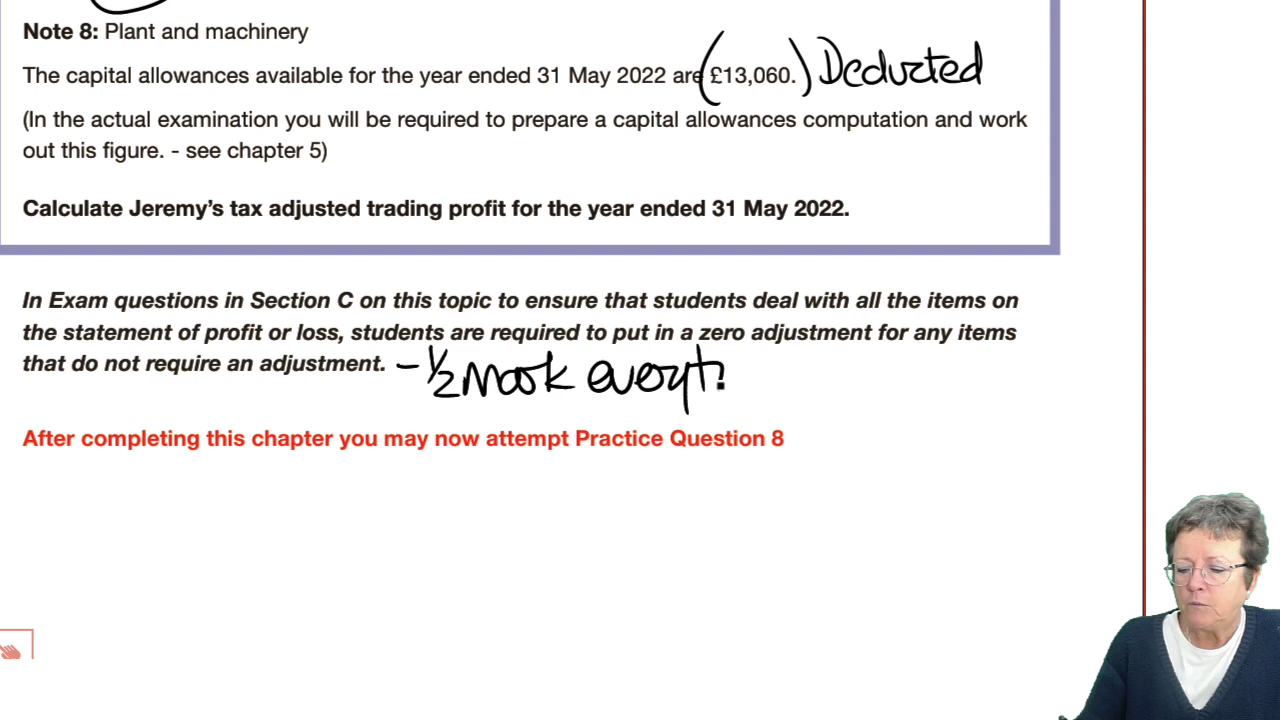 Note 8: Plant and machinery
The capital allowances available for the year ended 31 May 2022 are (£13,060.) Deducted
(In the actual examination you will be required to prepare a capital allowances computation and work
out this figure. - see chapter 5)
Calculate Jeremy's tax adjusted trading profit for the year ended 31 May 2022.
In Exam questions in Section C on this topic to ensure that students deal with all the items on
the statement of profit or loss, students are required to put in a zero adjustment for any items
that do not require an adjustment. - 1/2 mark
After completing this chapter you may now attempt Practice Question 8